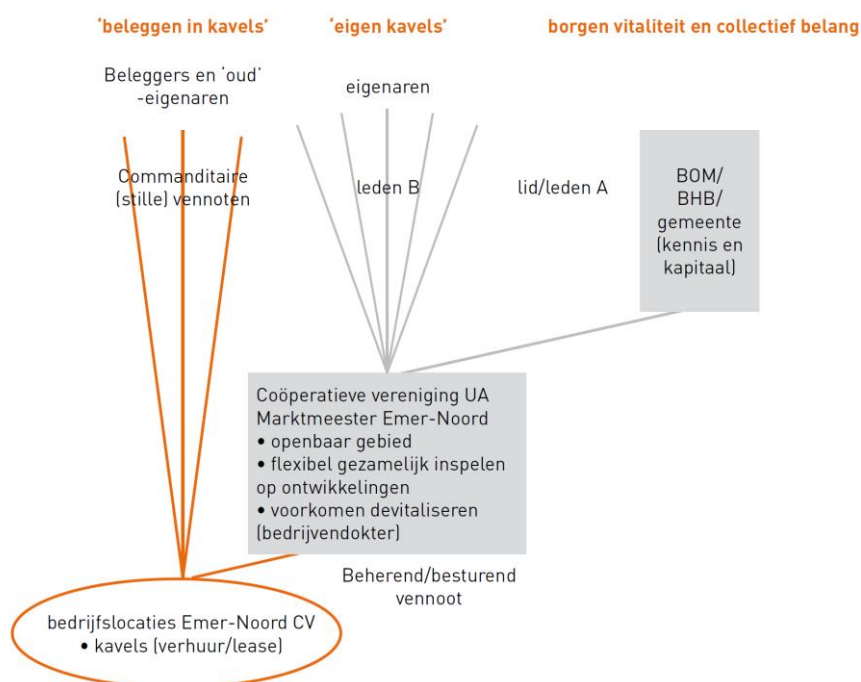 'beleggen in kavels'
'eigen kavels'
borgen vitaliteit en collectief belang
Beleggers en 'oud'
-eigenaren
eigenaren
Commanditaire
(stille) vennoten
leden B
lid/leden A
BOM/
BHB/
gemeente
(kennis en
kapitaal)
Coöperatieve vereniging UA
Marktmeester Emer-Noord
• openbaar gebied
• flexibel gezamelijk inspelen
op ontwikkelingen
• voorkomen devitaliseren
(bedrijvendokter)
Beherend/besturend
vennoot
bedrijfslocaties Emer-Noord CV
• kavels (verhuur/lease)